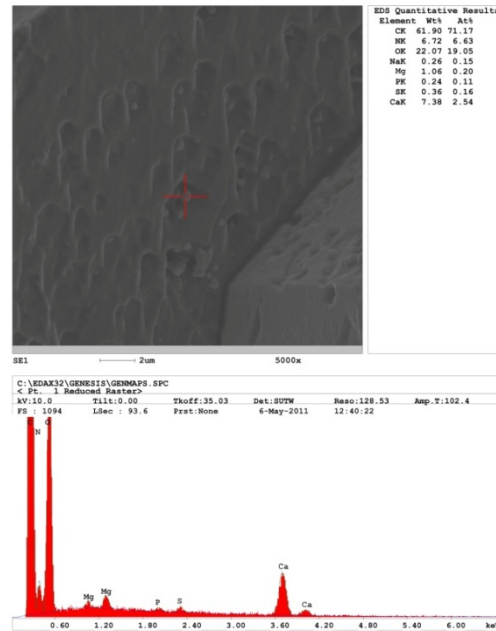 EDS Quantitative Results
Element Wt% At%
CK 61.90 71.17
NK 6.72 6.63
OK 22.07 19.05
NaK 0.26 0.15
Mg 1.06 0.20
PK 0.24 0.11
SK 0.36 0.16
CaK 7.38 2.54
SE1 2um 5000x
C:\EDAX32\GENESIS\GENMAPS.SPC
< Pt. 1 Reduced Raster>
kV:10.0 Tilt:0.00 Tkoff:35.03 Det:SUTW Reso:128.53 Amp.T:102.4
FS : 1094 LSec : 93.6 Prst:None 6-May-2011 12:40:22
C N O
Mg Mg P S Ca Ca
0.60 1.20 1.80 2.40 3.00 3.60 4.20 4.80 5.40 6.00 keV